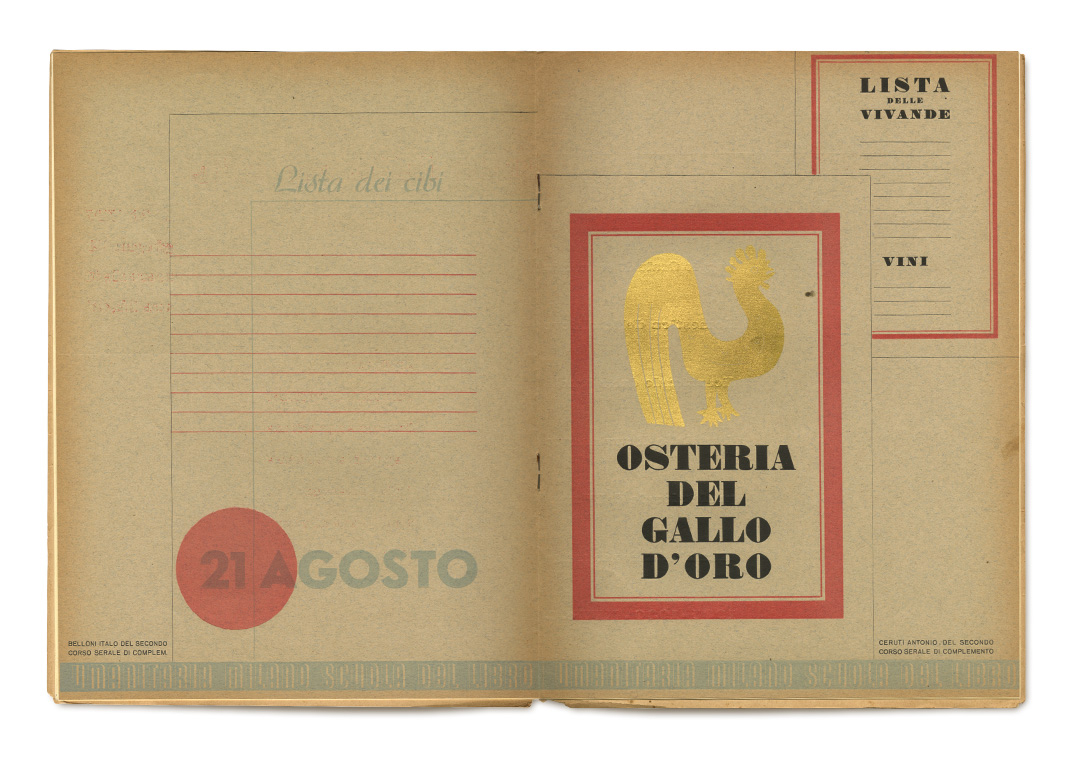 Lista dei cibi
21 AGOSTO
BELLONI ITALO DEL SECONDO
CORSO SERALE DI COMPLEM.
UMANITARIA MILANO SCUOLA DEL LIBRO
LISTA
DELLE
VIVANDE
VINI
OSTERIA
DEL
GALLO
D'ORO
CERUTI ANTONIO, DEL SECONDO
CORSO SERALE DI COMPLEMENTO
UMANITARIA MILANO SCUOLA DEL LIBRO